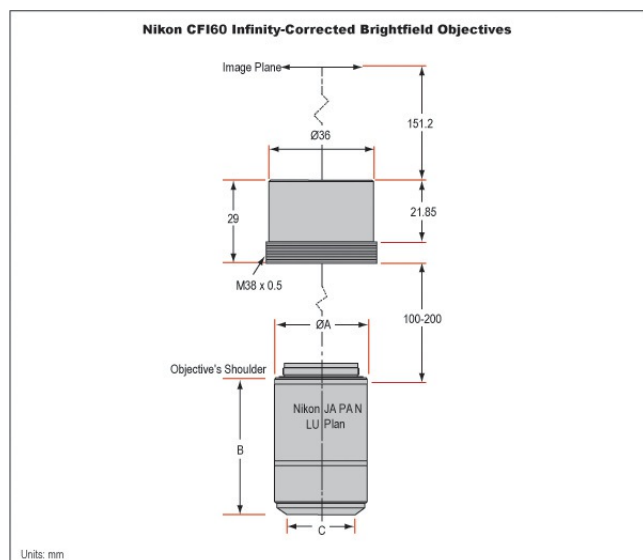 Nikon CFI60 Infinity-Corrected Brightfield Objectives
Image Plane
151.2
Ø36
29
21.85
M38 x 0.5
100-200
ØA
Objective's Shoulder
Nikon JAPAN
LU Plan
B
C
Units: mm